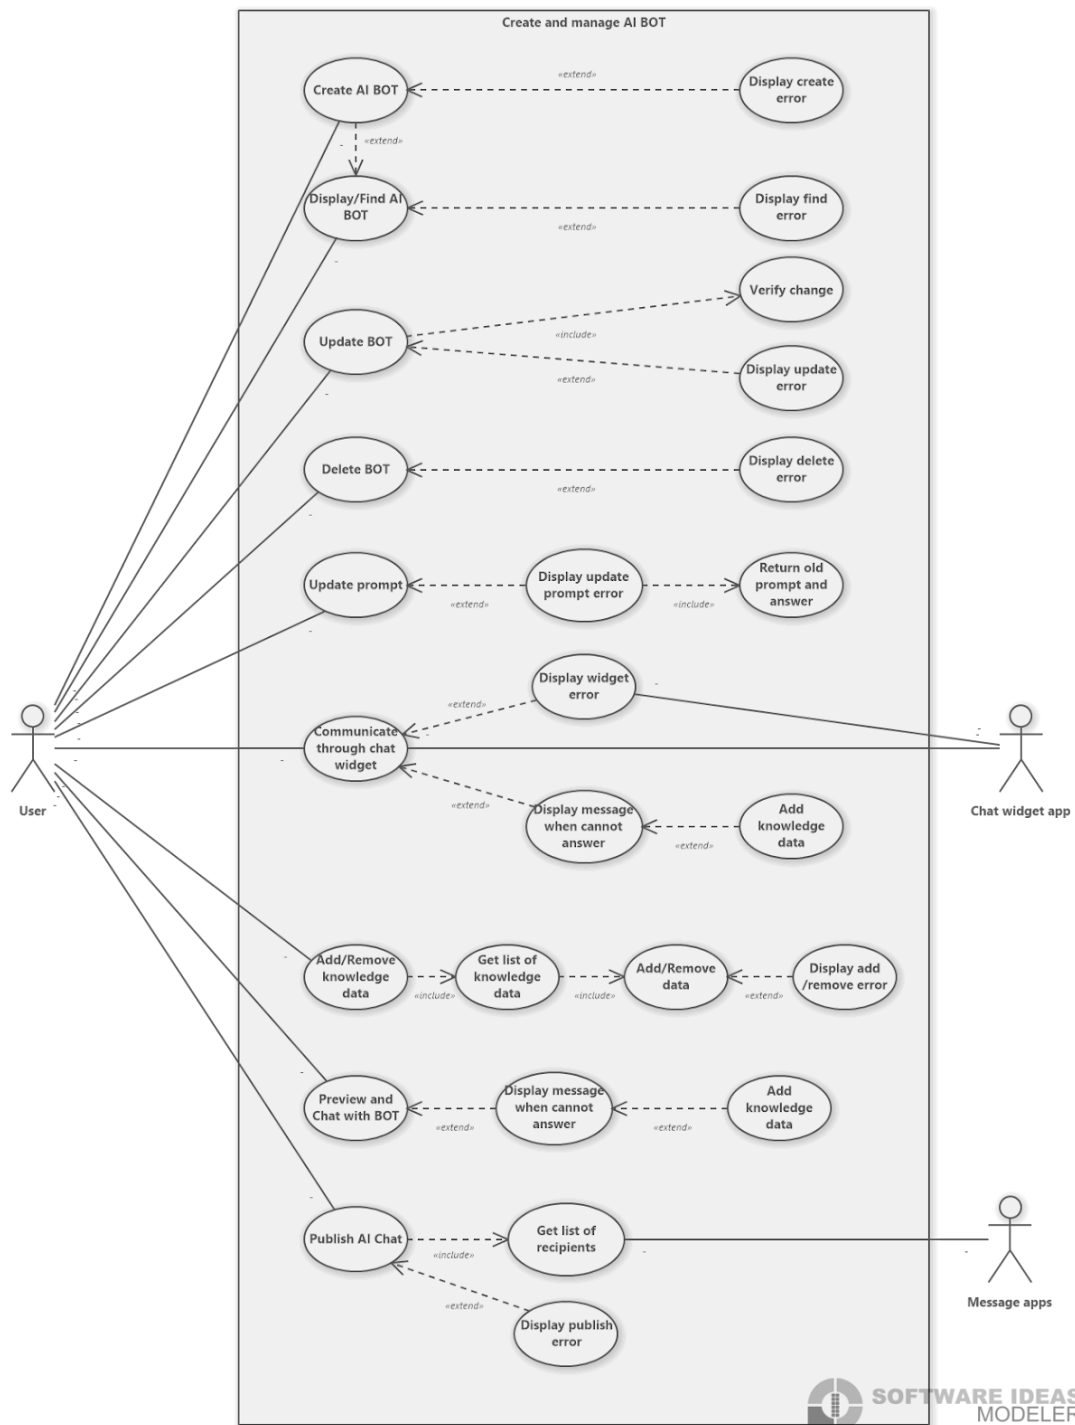 Create and manage AI BOT
Create AI BOT
«extend»
Display create
error
«extend»
Display/Find AI
BOT
«extend»
Display find
error
Update BOT
«include»
Verify change
«extend»
Display update
error
Delete BOT
«extend»
Display delete
error
Update prompt
«extend»
Display update
prompt error
«include»
Return old
prompt and
answer
Display widget
error
«extend»
Communicate
through chat
widget
User
Chat widget app
«extend»
Display message
when cannot
answer
«extend»
Add
knowledge
data
Add/Remove
knowledge
data
«include»
Get list of
knowledge
data
«include»
Add/Remove
data
«extend»
Display add
/remove error
Preview and
Chat with BOT
«extend»
Display message
when cannot
answer
«extend»
Add
knowledge
data
Publish AI Chat
«include»
Get list of
recipients
Message apps
«extend»
Display publish
error
SOFTWARE IDEAS
MODELER